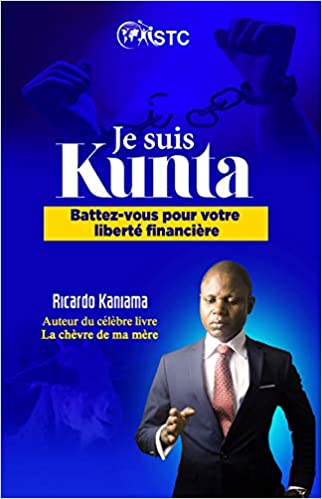 ISTC
Je suis
Kunta
Battez-vous pour votre
liberté financière
Ricardo Kaniama
Auteur du célèbre livre
La chèvre de ma mère